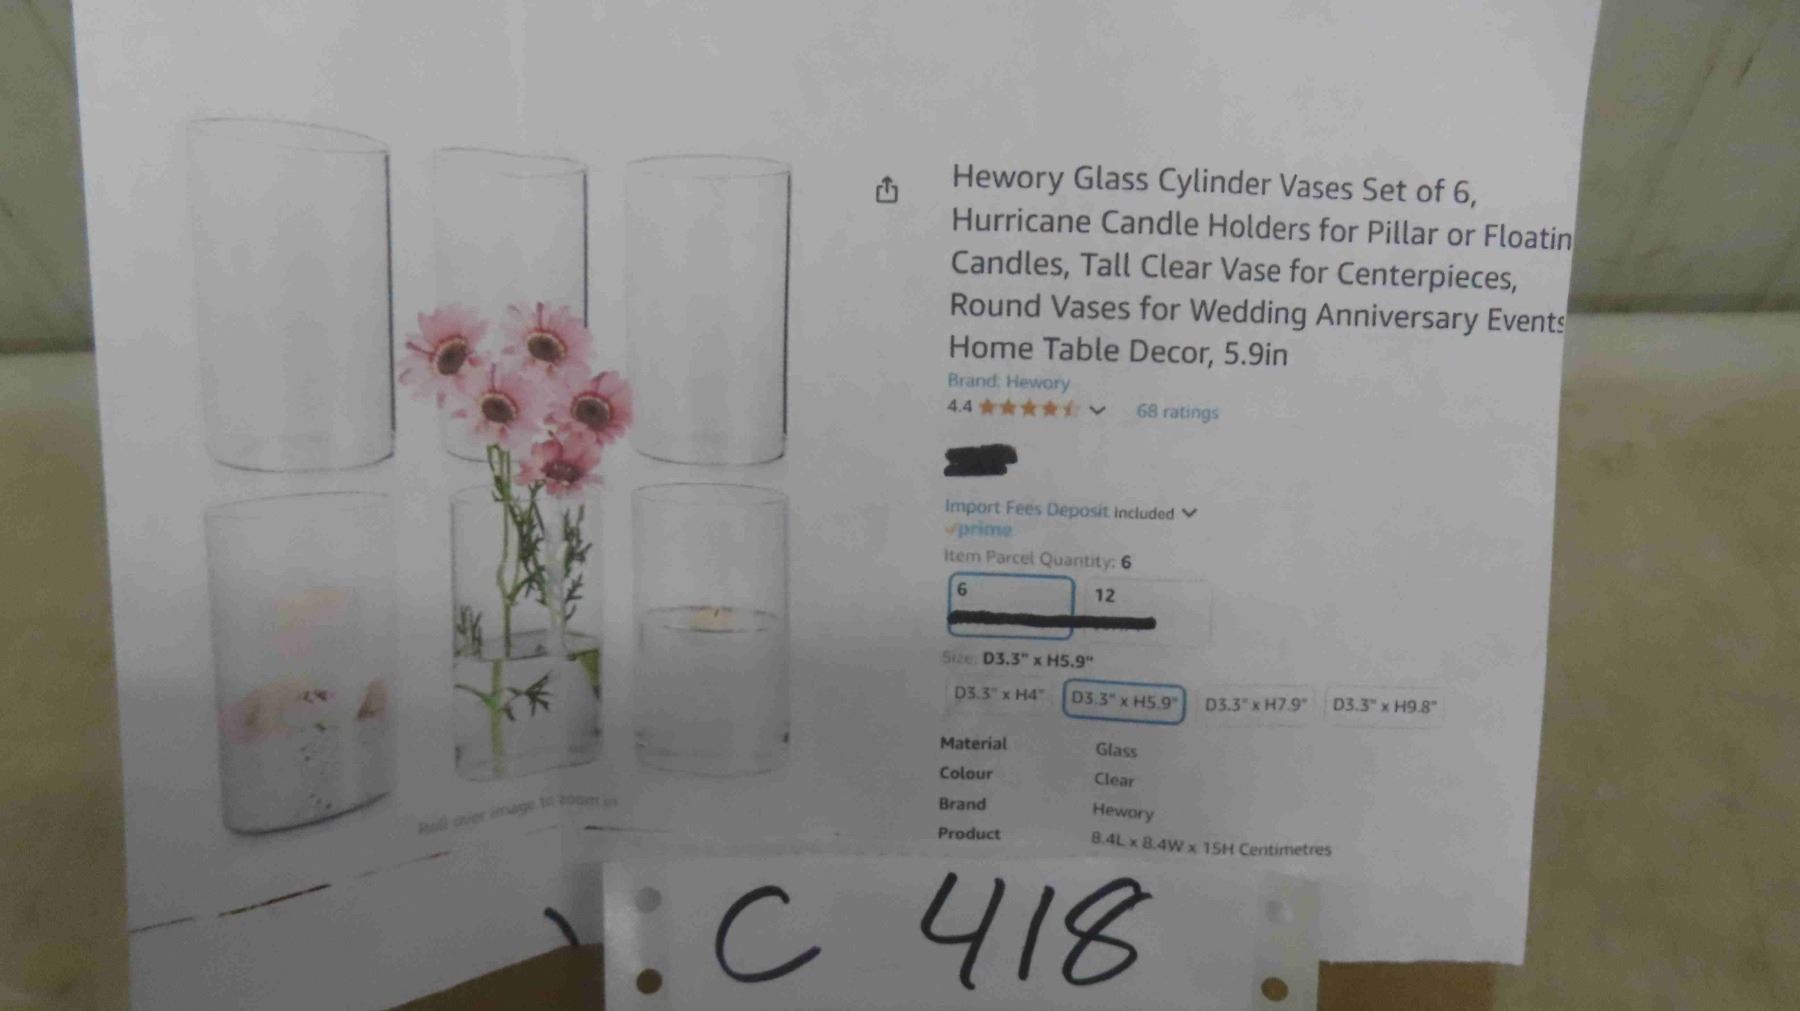 Hewory Glass Cylinder Vases Set of 6,
Hurricane Candle Holders for Pillar or Floatin
Candles, Tall Clear Vase for Centerpieces,
Round Vases for Wedding Anniversary Events
Home Table Decor, 5.9in
Brand: Hewory
4.4 68 ratings
Import Fees Deposit Included
prime
Item Parcel Quantity: 6
6 12
Size: D3.3" x H5.9"
D3.3" x H4" D3.3" x H5.9" D3.3" x H7.9" D3.3" x H9.8"
Material Glass
Colour Clear
Brand Hewory
Product 8.4L x 8.4W x 15H Centimetres
Roll over image to zoom in
C 418